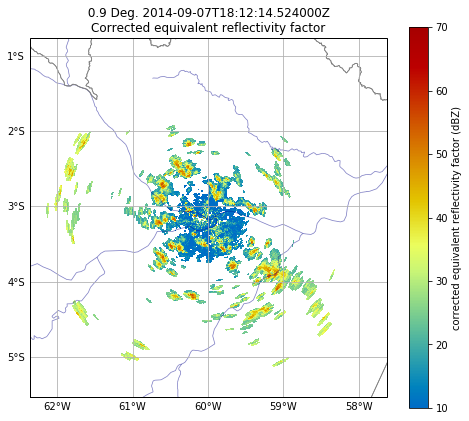 0.9 Deg. 2014-09-07T18:12:14.524000Z
Corrected equivalent reflectivity factor
1°S
2°S
3°S
4°S
5°S
62°W 61°W 60°W 59°W 58°W
70
60
50
40
30
20
10
corrected equivalent reflectivity factor (dBZ)